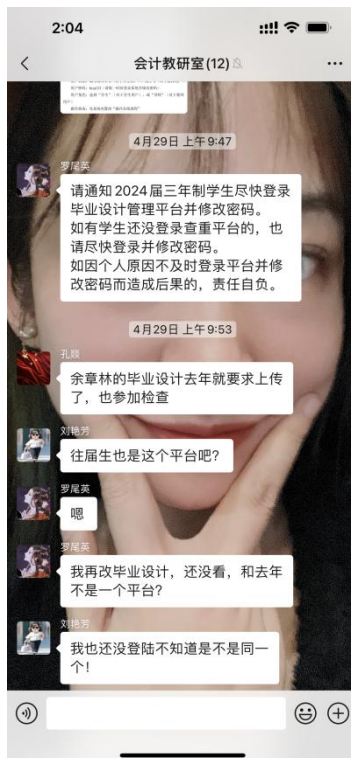 2:04
会计教研室(12)
4月29日 上午9:47
罗尾英
请通知2024届三年制学生尽快登录
毕业设计管理平台并修改密码。
如有学生还没登录查重平台的，也
请尽快登录并修改密码。
如因个人原因不及时登录平台并修
改密码而造成后果的，责任自负。
4月29日 上午9:53
孔颢
余章林的毕业设计去年就要求上传
了，也参加检查
刘艳芳
往届生也是这个平台吧？
罗尾英
嗯
罗尾英
我再改毕业设计，还没看，和去年
不是一个平台？
刘艳芳
我也还没登陆不知道是不是同一
个！